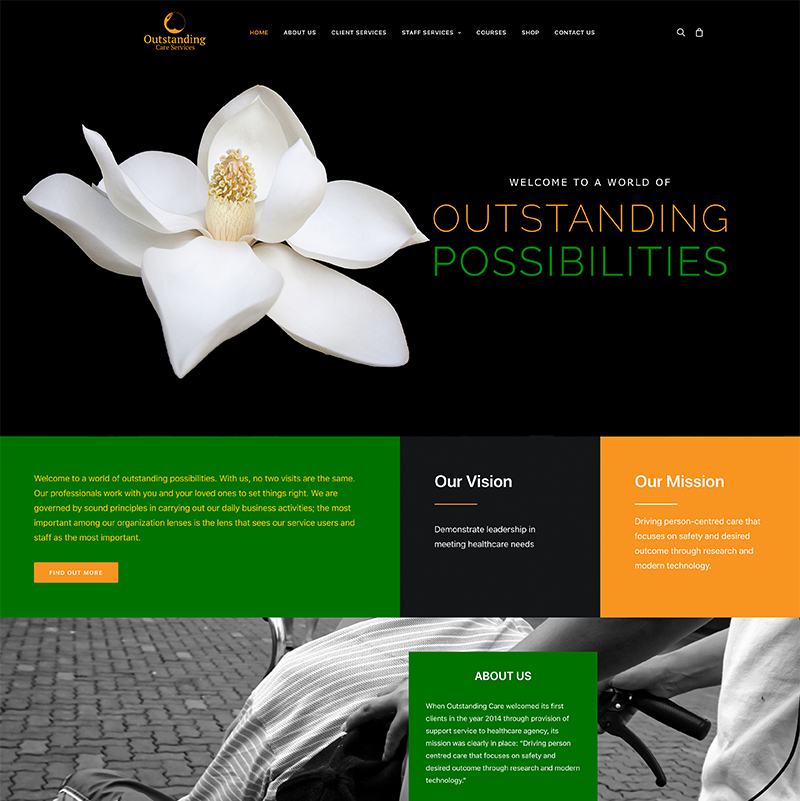 Outstanding
Care Services
HOME ABOUT US CLIENT SERVICES STAFF SERVICES COURSES SHOP CONTACT US
WELCOME TO A WORLD OF
OUTSTANDING
POSSIBILITIES
Welcome to a world of outstanding possibilities. With us, no two visits are the same.
Our professionals work with you and your loved ones to set things right. We are
governed by sound principles in carrying out our daily business activities; the most
important among our organization lenses is the lens that sees our service users and
staff as the most important.
FIND OUT MORE
Our Vision
Demonstrate leadership in
meeting healthcare needs
Our Mission
Driving person-centred care that
focuses on safety and desired
outcome through research and
modern technology.
ABOUT US
When Outstanding Care welcomed its first
clients in the year 2014 through provision of
support service to healthcare agency, its
mission was clearly in place: “Driving person
centred care that focuses on safety and
desired outcome through research and modern
technology.”